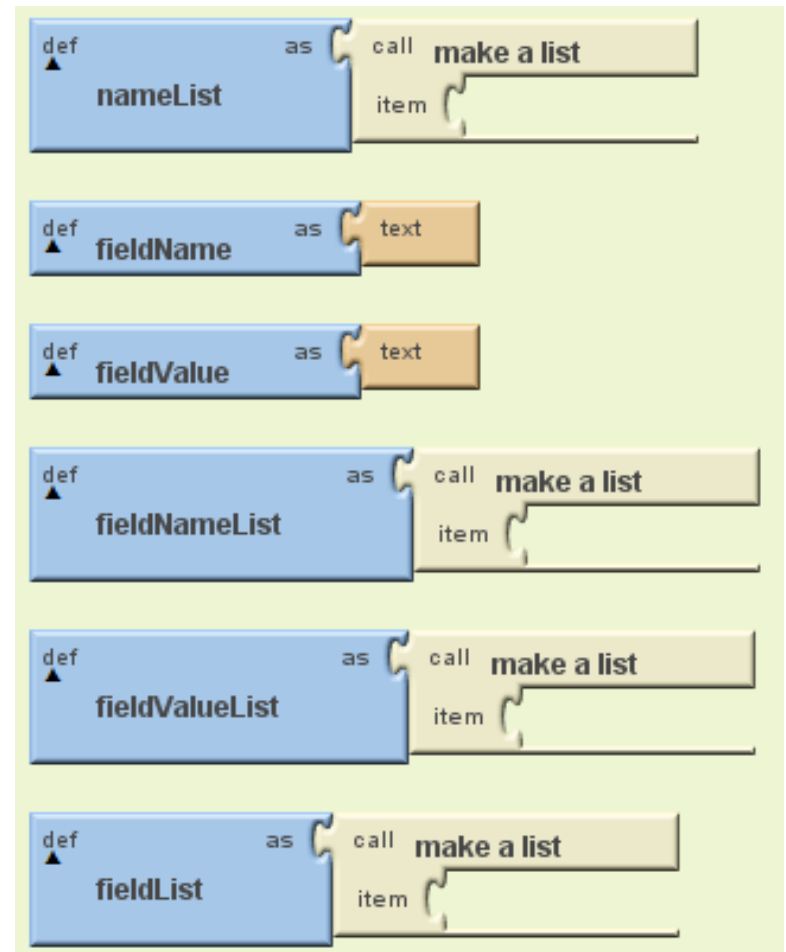 def as call make a list
nameList item
def as text
fieldName
def as text
fieldValue
def as call make a list
fieldNameList item
def as call make a list
fieldValueList item
def as call make a list
fieldList item